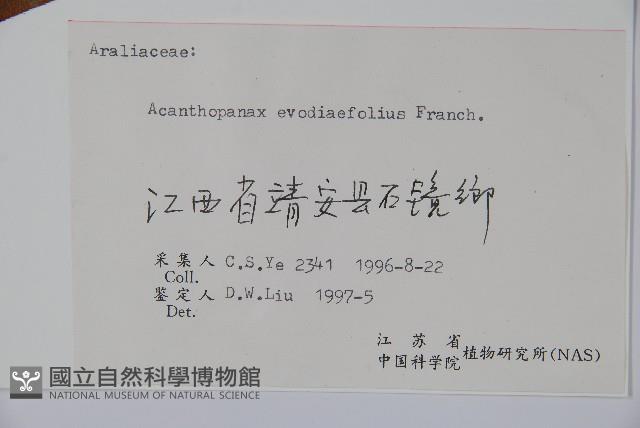 Araliaceae:
Acanthopanax evodiaefolius Franch.
江西省靖安县石 鄉
采集人 C.S.Ye 2341 1996-8-22
Coll.
鉴定人 D.W.Liu 1997-5
Det.
江苏省
中国科学院 植物研究所(NAS)
國立自然科學博物館
NATIONAL MUSEUM OF NATURAL SCIENCE